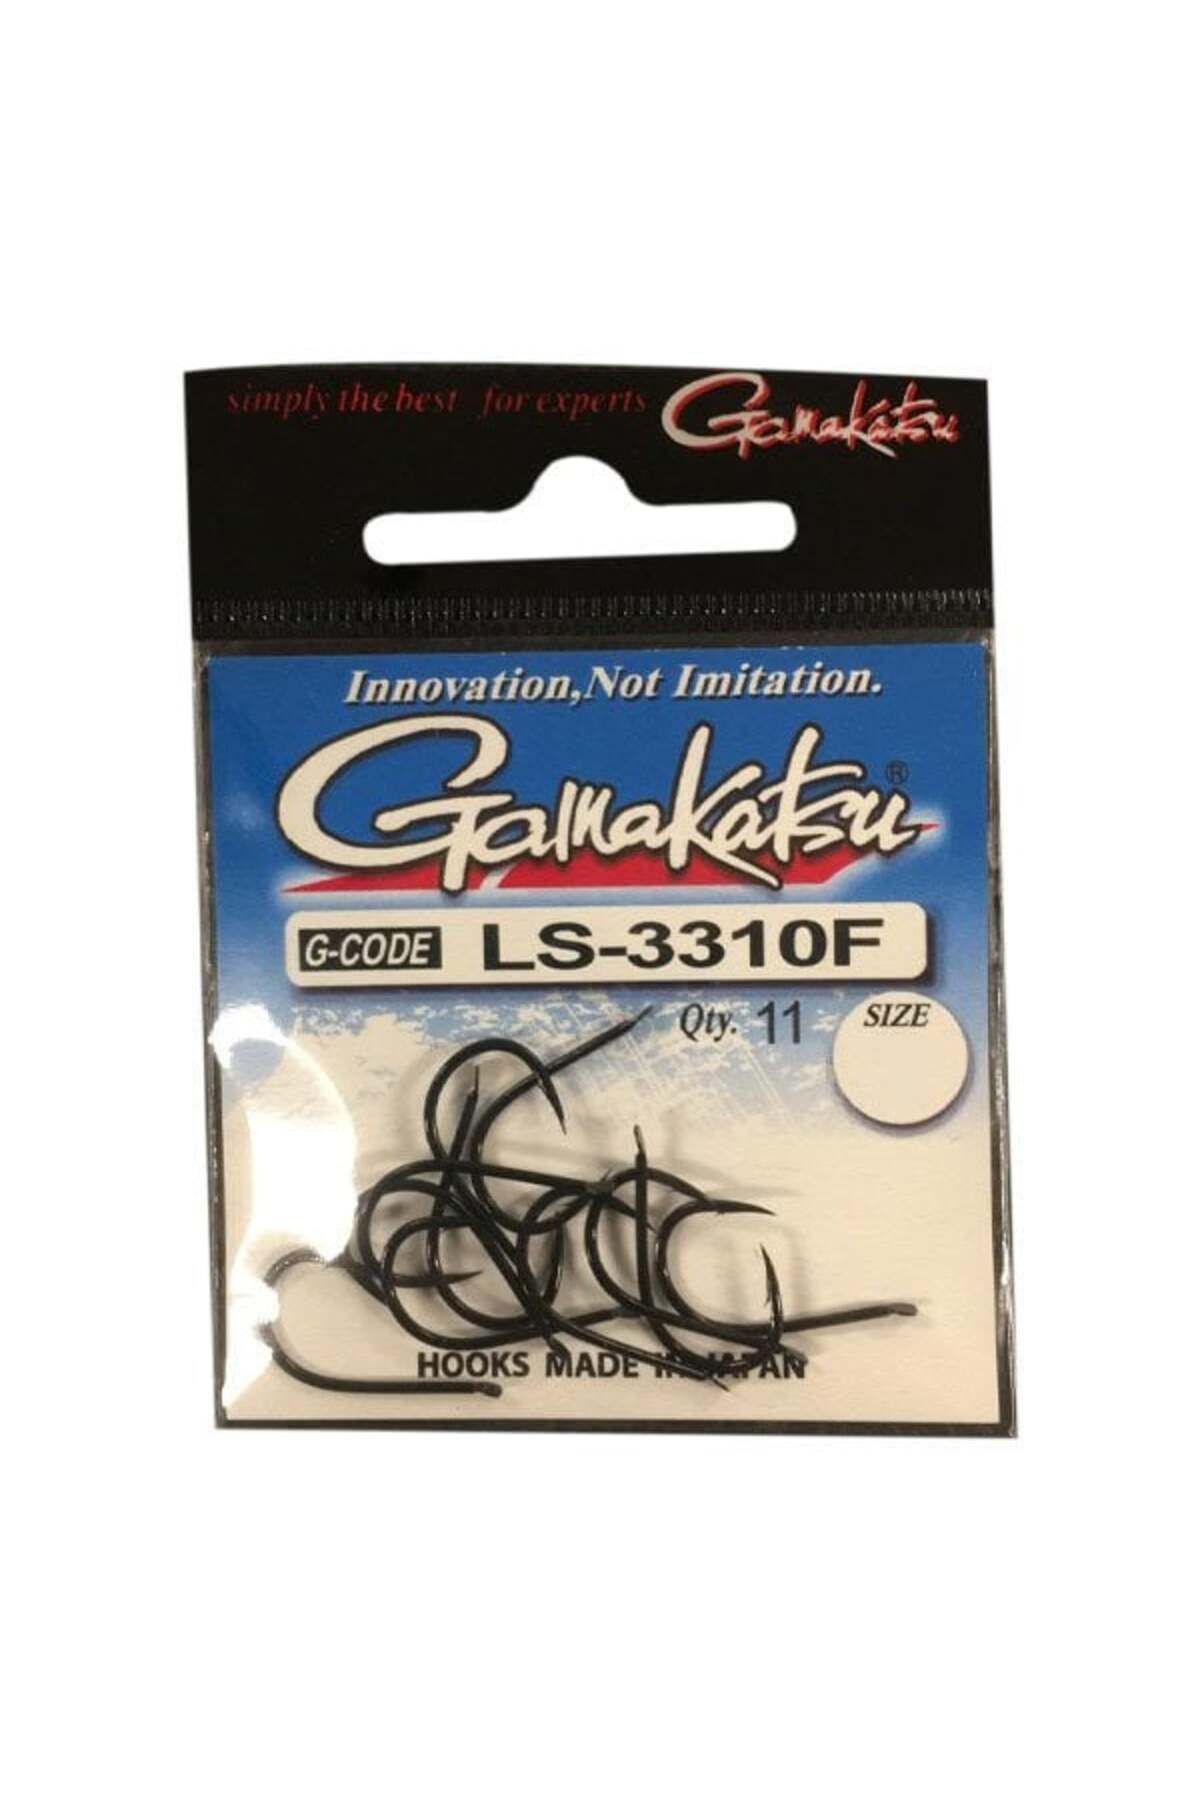 simply the best for experts Gamakatsu
Innovation, Not Imitation.
Gamakatsu®
G-CODE LS-3310F
Qty. 11 SIZE
HOOKS MADE IN JAPAN